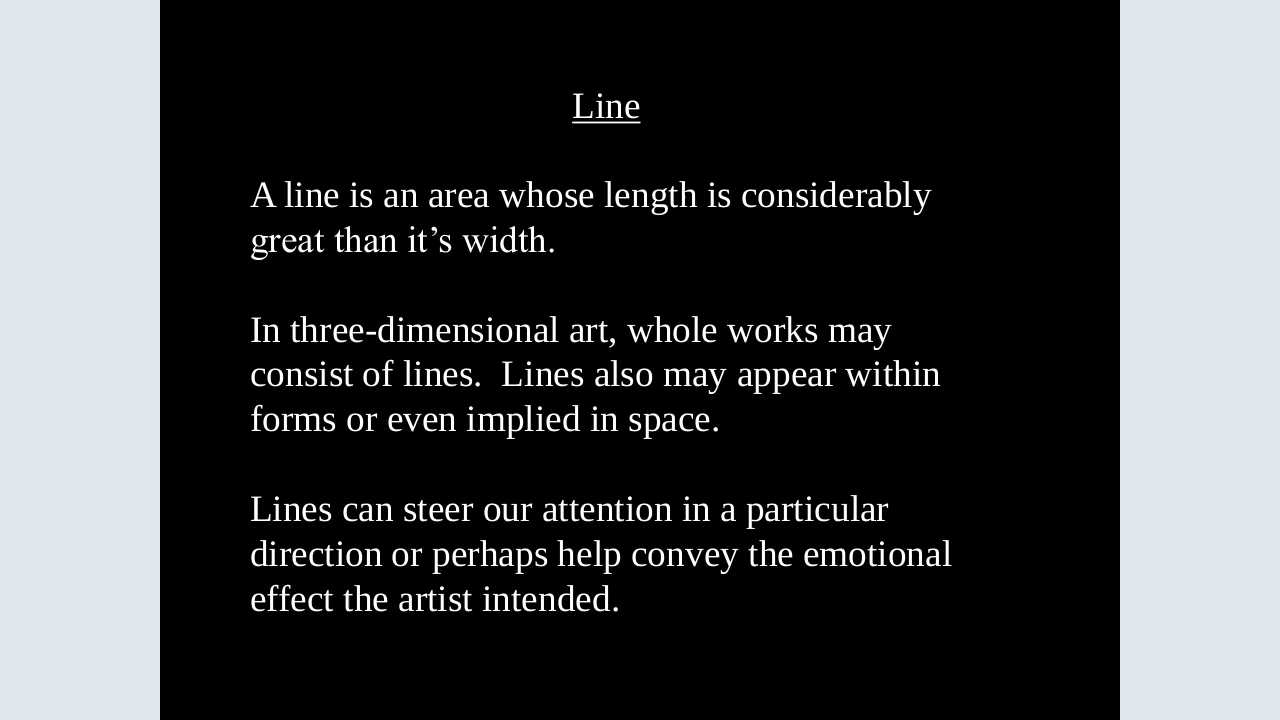 Line
A line is an area whose length is considerably
great than it’s width.
In three-dimensional art, whole works may
consist of lines.  Lines also may appear within
forms or even implied in space.
Lines can steer our attention in a particular
direction or perhaps help convey the emotional
effect the artist intended.